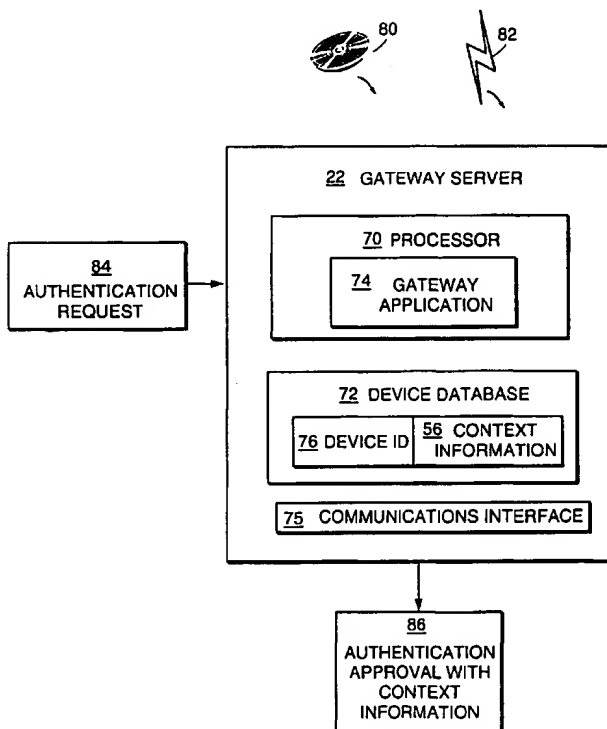 80
82
22 GATEWAY SERVER
70 PROCESSOR
74 GATEWAY
APPLICATION
84
AUTHENTICATION
REQUEST
72 DEVICE DATABASE
76 DEVICE ID
56 CONTEXT
INFORMATION
75 COMMUNICATIONS INTERFACE
86
AUTHENTICATION
APPROVAL WITH
CONTEXT
INFORMATION